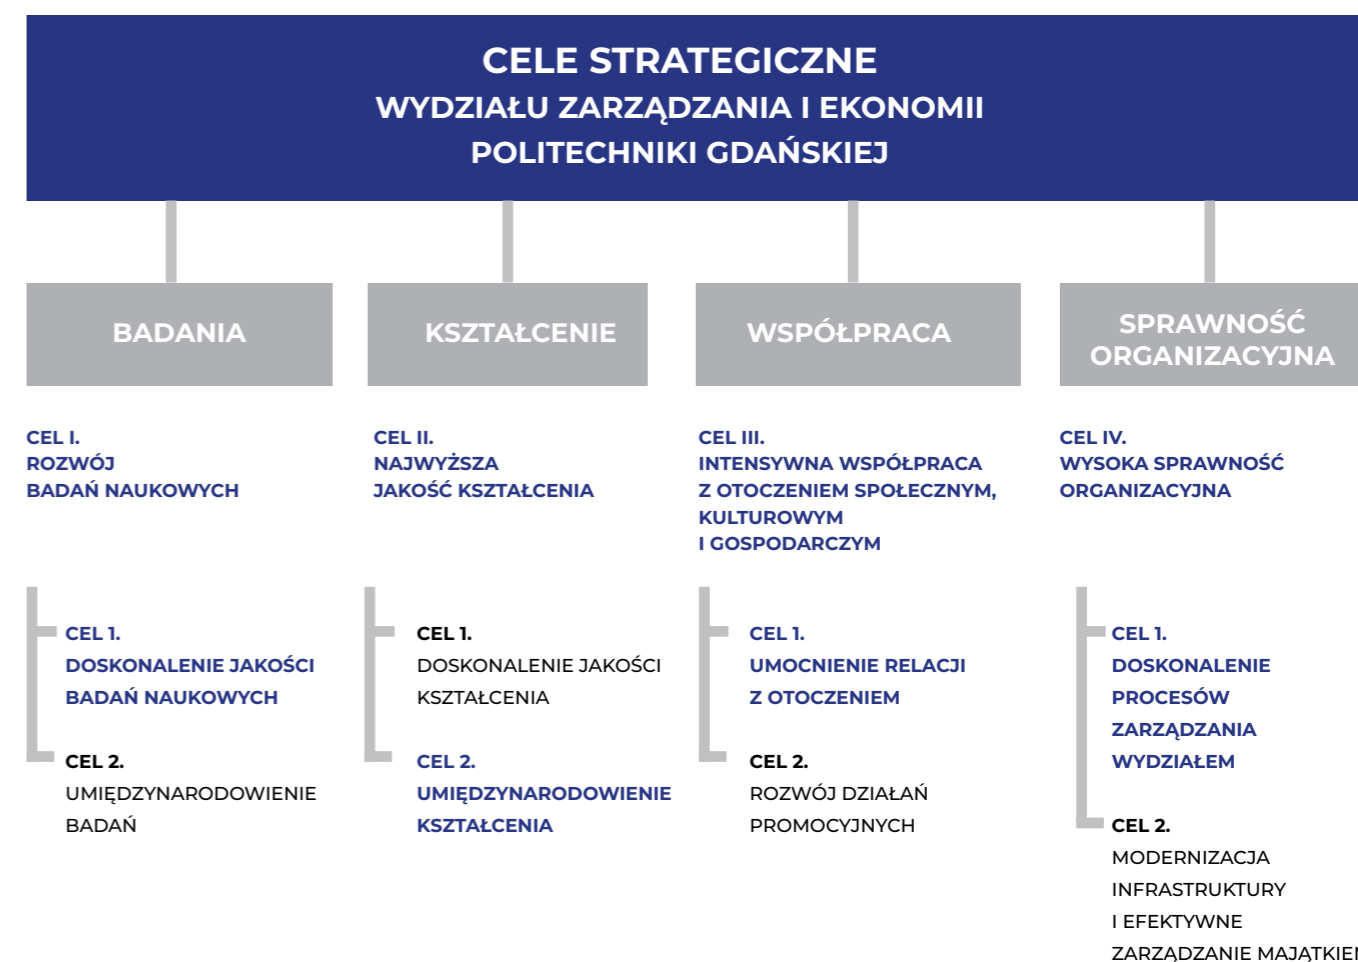 CELE STRATEGICZNE
WYDZIAŁU ZARZĄDZANIA I EKONOMII
POLITECHNIKI GDAŃSKIEJ
BADANIA
KSZTAŁCENIE
WSPÓŁPRACA
SPRAWNOŚĆ
ORGANIZACYJNA
CEL I.
ROZWÓJ
BADAŃ NAUKOWYCH
CEL II.
NAJWYŻSZA
JAKOŚĆ KSZTAŁCENIA
CEL III.
INTENSYWNA WSPÓŁPRACA
Z OTOCZENIEM SPOŁECZNYM,
KULTUROWYM
I GOSPODARCZYM
CEL IV.
WYSOKA SPRAWNOŚĆ
ORGANIZACYJNA
CEL 1.
DOSKONALENIE JAKOŚCI
BADAŃ NAUKOWYCH
CEL 2.
UMIĘDZYNARODOWIENIE
BADAŃ
CEL 1.
DOSKONALENIE JAKOŚCI
KSZTAŁCENIA
CEL 2.
UMIĘDZYNARODOWIENIE
KSZTAŁCENIA
CEL 1.
UMOCNIENIE RELACJI
Z OTOCZENIEM
CEL 2.
ROZWÓJ DZIAŁAŃ
PROMOCYJNYCH
CEL 1.
DOSKONALENIE
PROCESÓW
ZARZĄDZANIA
WYDZIAŁEM
CEL 2.
MODERNIZACJA
INFRASTRUKTURY
I EFEKTYWNE
ZARZĄDZANIE MAJĄTKIEM